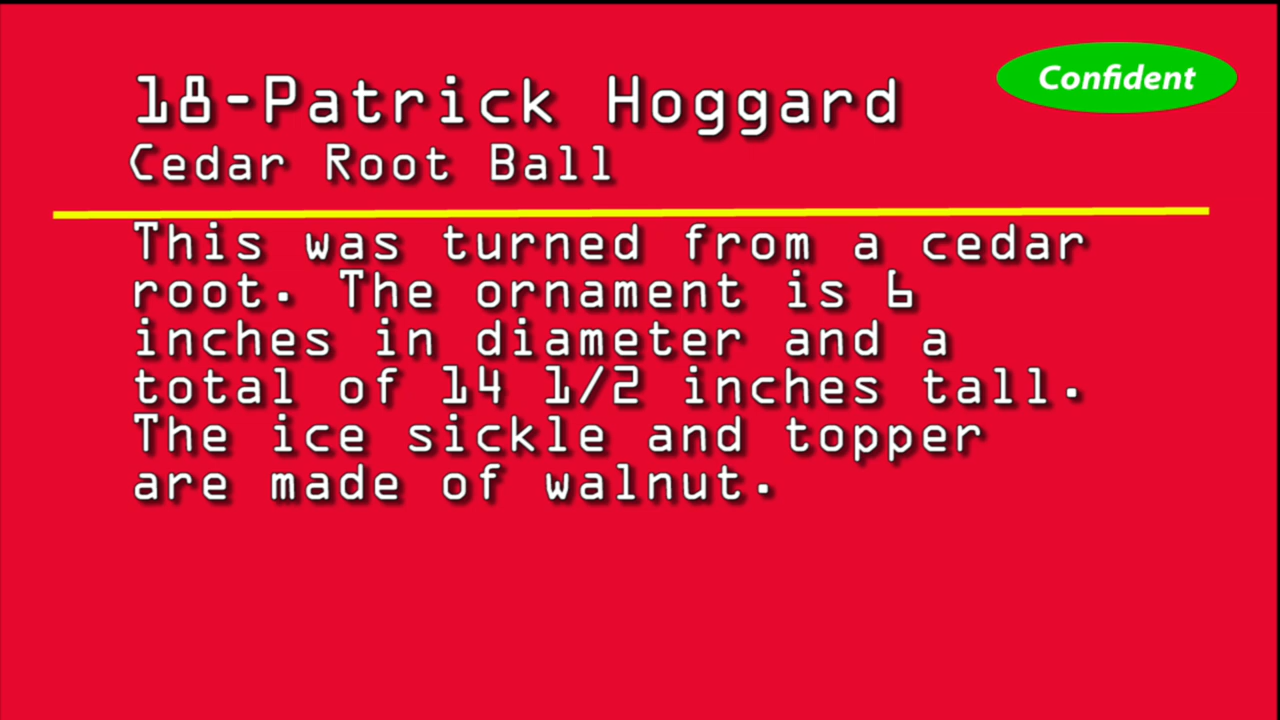 18-Patrick Hoggard
Confident
Cedar Root Ball
This was turned from a cedar
root. The ornament is 6
inches in diameter and a
total of 14 1/2 inches tall.
The ice sickle and topper
are made of walnut.